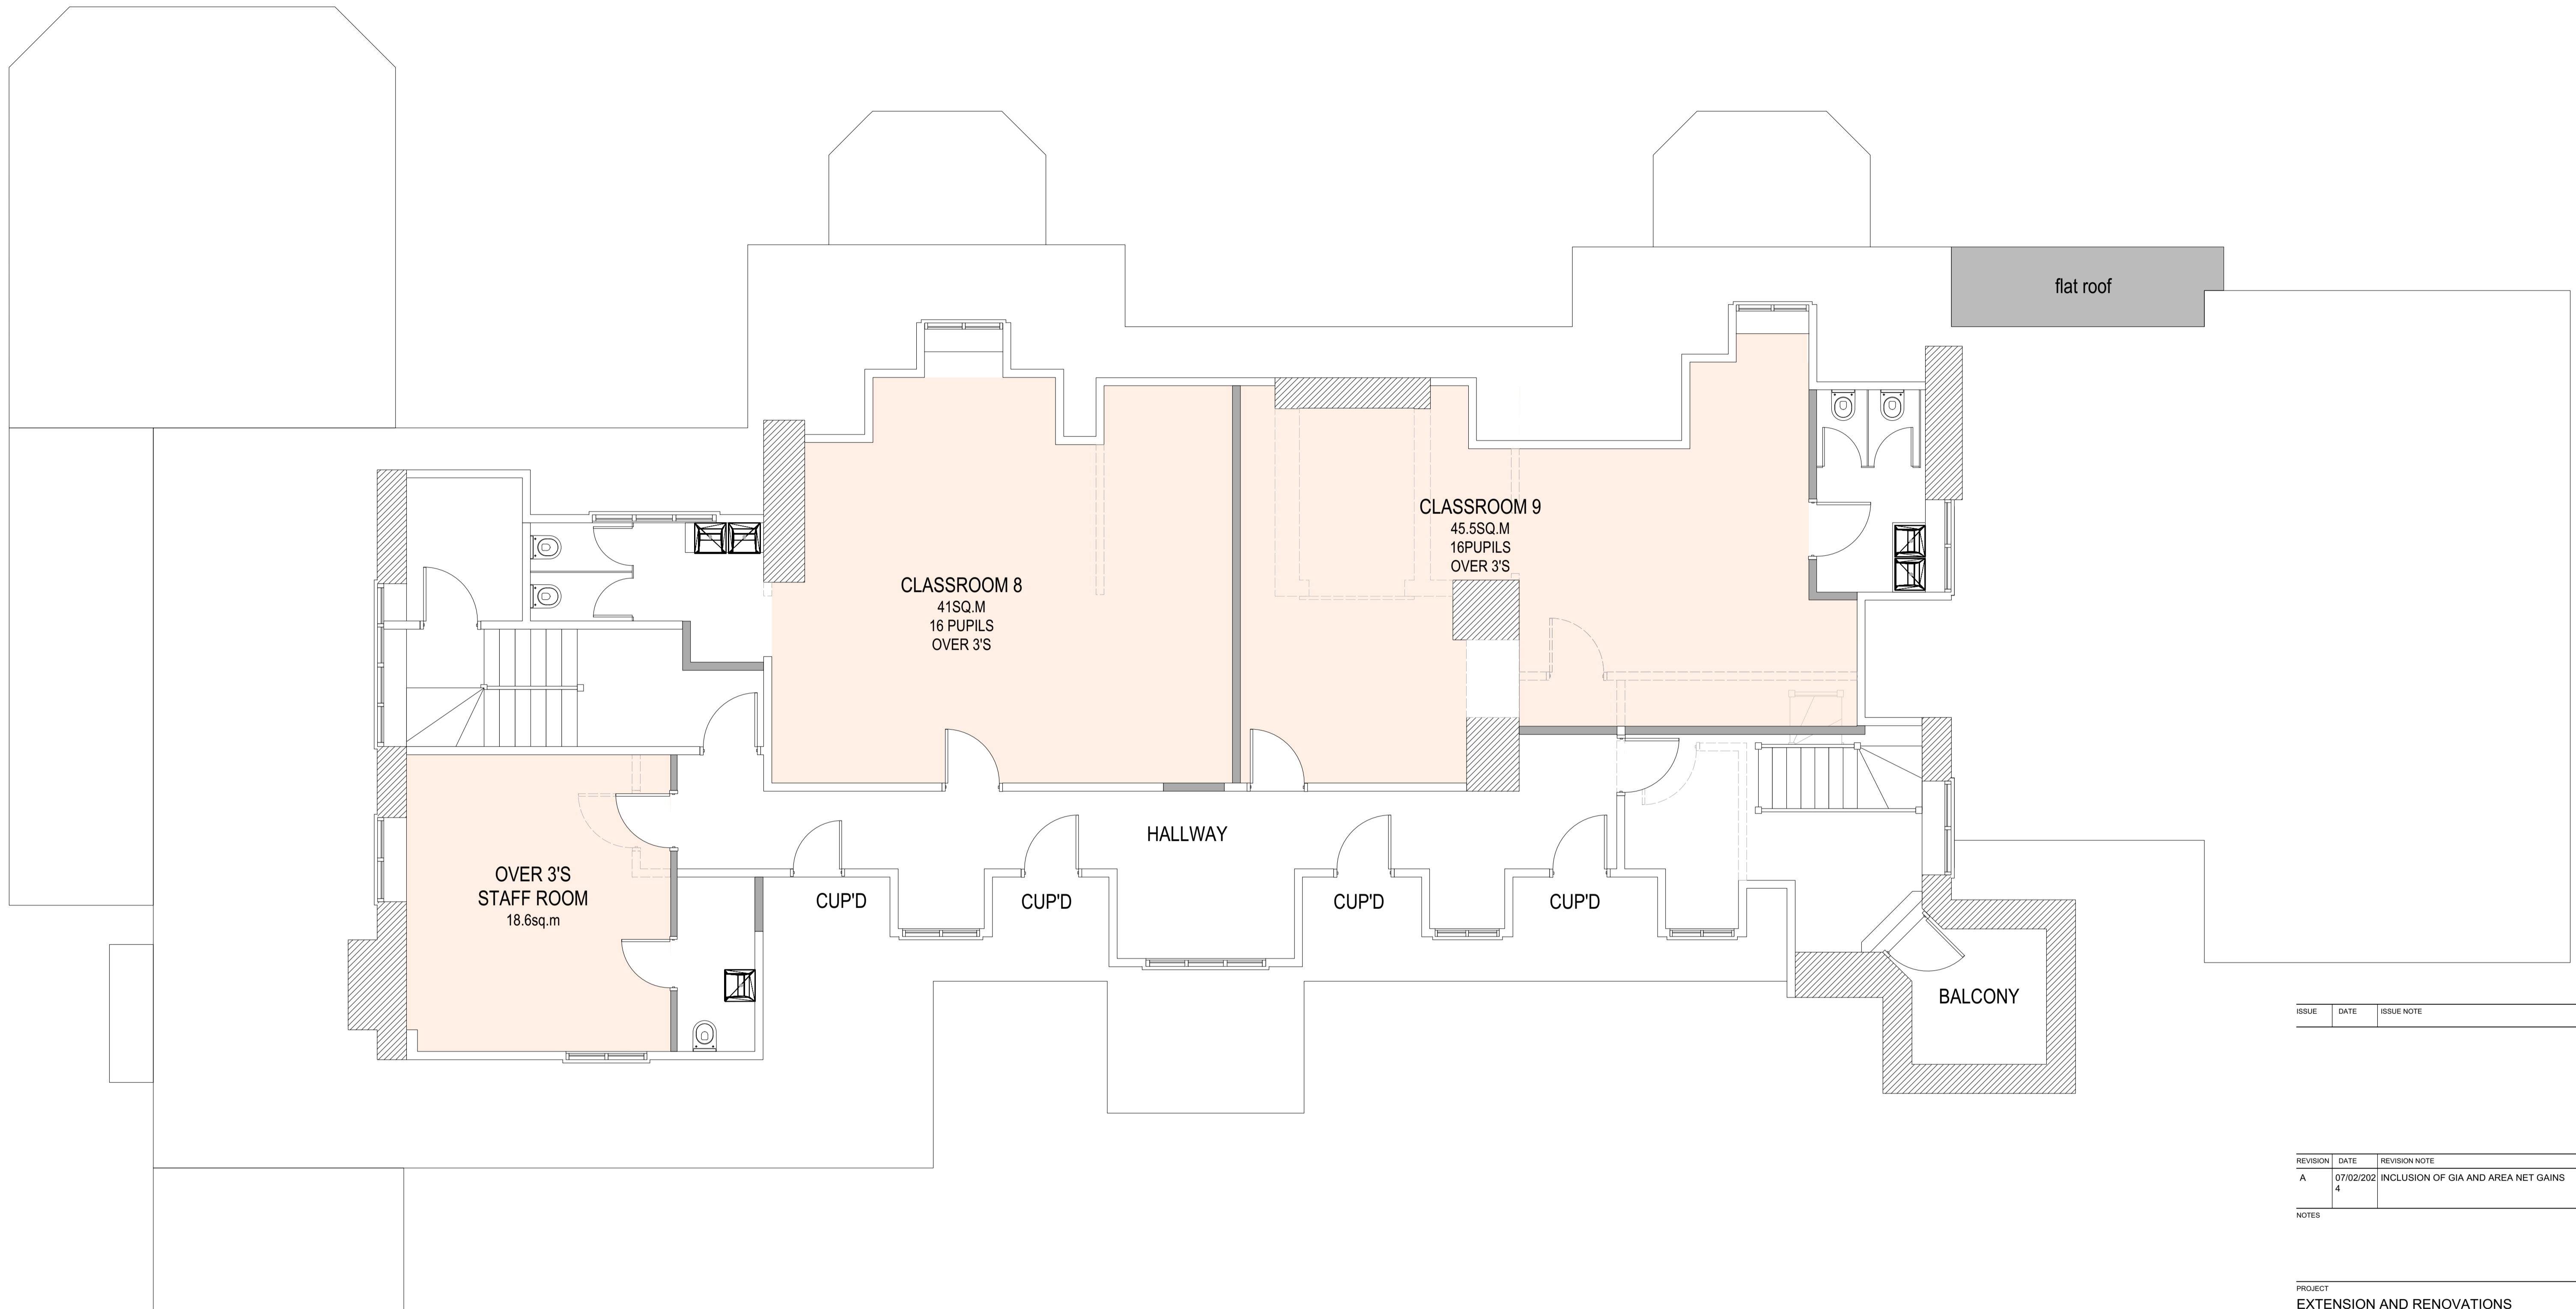 flat roof
CLASSROOM 9
45.5SQ.M
16PUPILS
OVER 3'S
CLASSROOM 8
41SQ.M
16 PUPILS
OVER 3'S
HALLWAY
OVER 3'S
STAFF ROOM
18.6sq.m
CUP'D
CUP'D
CUP'D
CUP'D
BALCONY
ISSUE DATE ISSUE NOTE
REVISION DATE REVISION NOTE
A 07/02/202 INCLUSION OF GIA AND AREA NET GAINS
4
NOTES
PROJECT
EXTENSION AND RENOVATIONS